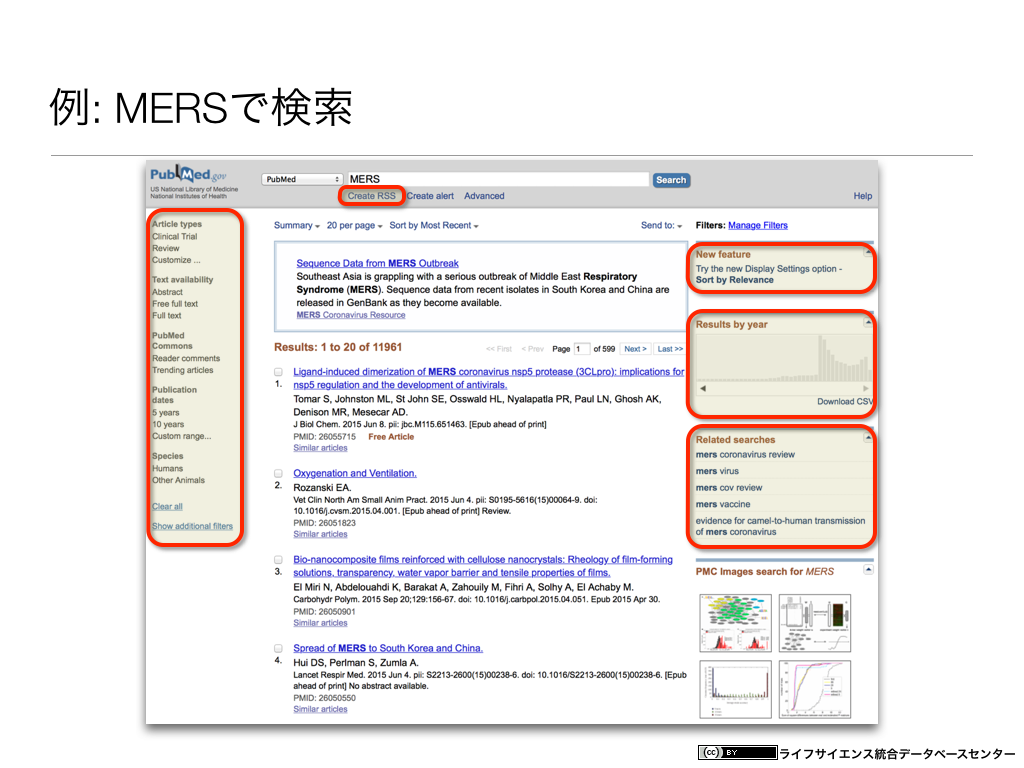 例: MERSで検索
PubMed.gov
US National Library of Medicine
National Institutes of Health
PubMed
MERS
Search
Create RSS Create alert Advanced
Help
Article types
Clinical Trial
Review
Customize ...
Text availability
Abstract
Free full text
Full text
PubMed
Commons
Reader comments
Trending articles
Publication
dates
5 years
10 years
Custom range...
Species
Humans
Other Animals
Clear all
Show additional filters
Summary 20 per page Sort by Most Recent Send to:
Sequence Data from MERS Outbreak
Southeast Asia is grappling with a serious outbreak of Middle East Respiratory
Syndrome (MERS). Sequence data from recent isolates in South Korea and China are
released in GenBank as they become available.
MERS Coronavirus Resource
Results: 1 to 20 of 11961
<< First < Prev Page 1 of 599 Next > Last >>
Ligand-induced dimerization of MERS coronavirus nsp5 protease (3CLpro): implications for
1. nsp5 regulation and the development of antivirals.
Tomar S, Johnston ML, St John SE, Osswald HL, Nyalapatla PR, Paul LN, Ghosh AK,
Denison MR, Mesecar AD.
J Biol Chem. 2015 Jun 8. pii: jbc.M115.651463. [Epub ahead of print]
PMID: 26055715 Free Article
Similar articles
Oxygenation and Ventilation.
2. Rozanski EA.
Vet Clin North Am Small Anim Pract. 2015 Jun 4. pii: S0195-5616(15)00064-9. doi:
10.1016/j.cvsm.2015.04.001. [Epub ahead of print] Review.
PMID: 26051823
Similar articles
Bio-nanocomposite films reinforced with cellulose nanocrystals: Rheology of film-forming
3. solutions, transparency, water vapor barrier and tensile properties of films.
El Miri N, Abdelouahdi K, Barakat A, Zahouily M, Fihri A, Solhy A, El Achaby M.
Carbohydr Polym. 2015 Sep 20;129:156-67. doi: 10.1016/j.carbpol.2015.04.051. Epub 2015 Apr 30.
PMID: 26050901
Similar articles
Spread of MERS to South Korea and China.
4. Hui DS, Perlman S, Zumla A.
Lancet Respir Med. 2015 Jun 4. pii: S2213-2600(15)00238-6. doi: 10.1016/S2213-2600(15)00238-6. [Epub
ahead of print] No abstract available.
PMID: 26050550
Similar articles
Filters: Manage Filters
New feature
Try the new Display Settings option -
Sort by Relevance
Results by year
Download CSV
Related searches
mers coronavirus review
mers virus
mers cov review
mers vaccine
evidence for camel-to-human transmission
of mers coronavirus
PMC Images search for MERS
(cc) BY
ライフサイエンス統合データベースセンター